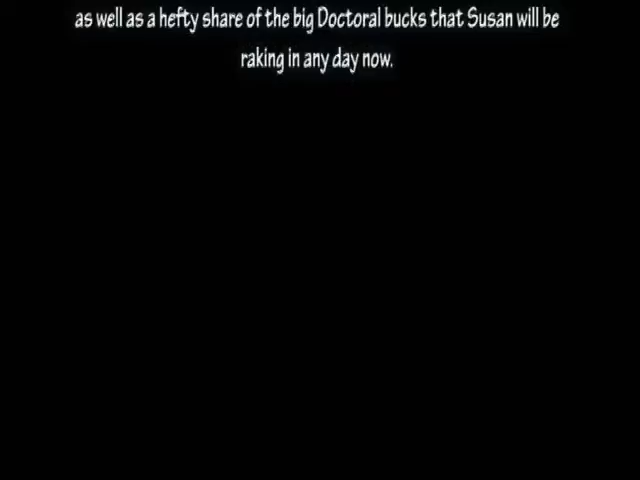 as well as a hefty share of the big Doctoral bucks that Susan will be
raking in any day now.